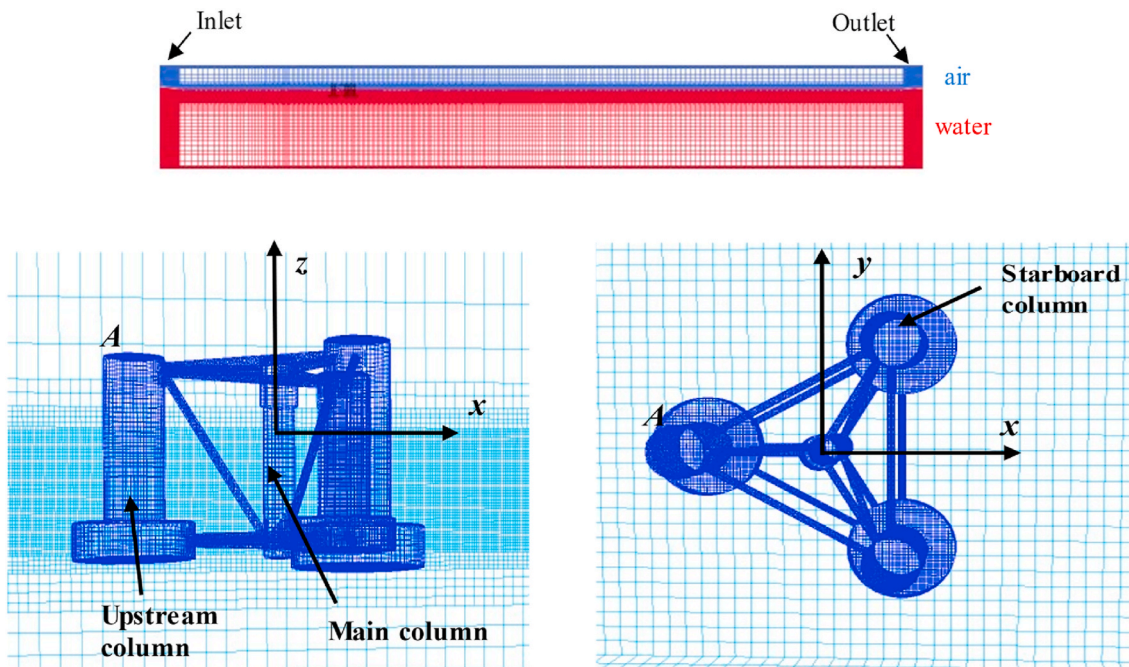 Inlet
Outlet
air
water
z
A
x
Upstream
column
Main column
y
Starboard
column
A
x